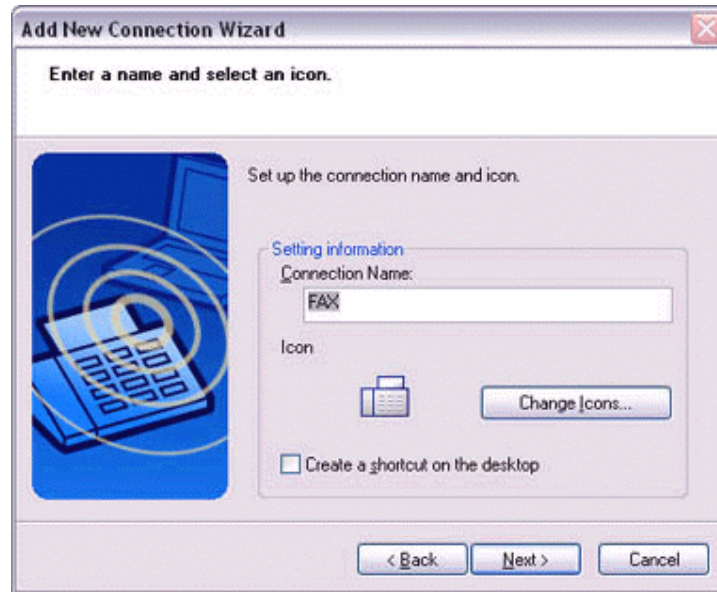 Add New Connection Wizard
Enter a name and select an icon.
Set up the connection name and icon.
Setting information
Connection Name:
FAX
Icon
Change Icons...
Create a shortcut on the desktop
< Back
Next >
Cancel